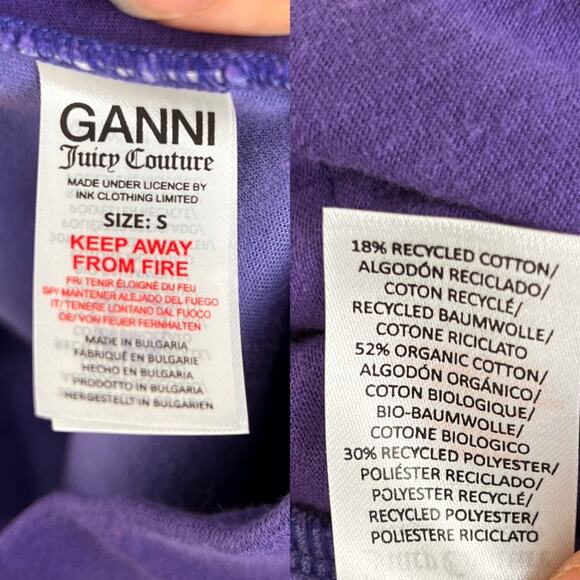 GANNI
Juicy Couture
MADE UNDER LICENCE BY
INK CLOTHING LIMITED
SIZE: S
KEEP AWAY
FROM FIRE
FR/ TENIR ÉLOIGNÉ DU FEU
SP/ MANTENER ALEJADO DEL FUEGO
IT/ TENERE LONTANO DAL FUOCO
DE/ VON FEUER FERNHALTEN
MADE IN BULGARIA
FABRIQUÉ EN BULGARIE
HECHO EN BULGARIA
PRODOTTO IN BULGARIA
HERGESTELLT IN BULGARIEN
18% RECYCLED COTTON/
ALGODÓN RECICLADO/
COTON RECYCLÉ/
RECYCLED BAUMWOLLE/
COTONE RICICLATO
52% ORGANIC COTTON/
ALGODÓN ORGÁNICO/
COTON BIOLOGIQUE/
BIO-BAUMWOLLE/
COTONE BIOLOGICO
30% RECYCLED POLYESTER/
POLIÉSTER RECICLADO/
POLYESTER RECYCLÉ/
RECYCLED POLYESTER/
POLIESTERE RICICLATO